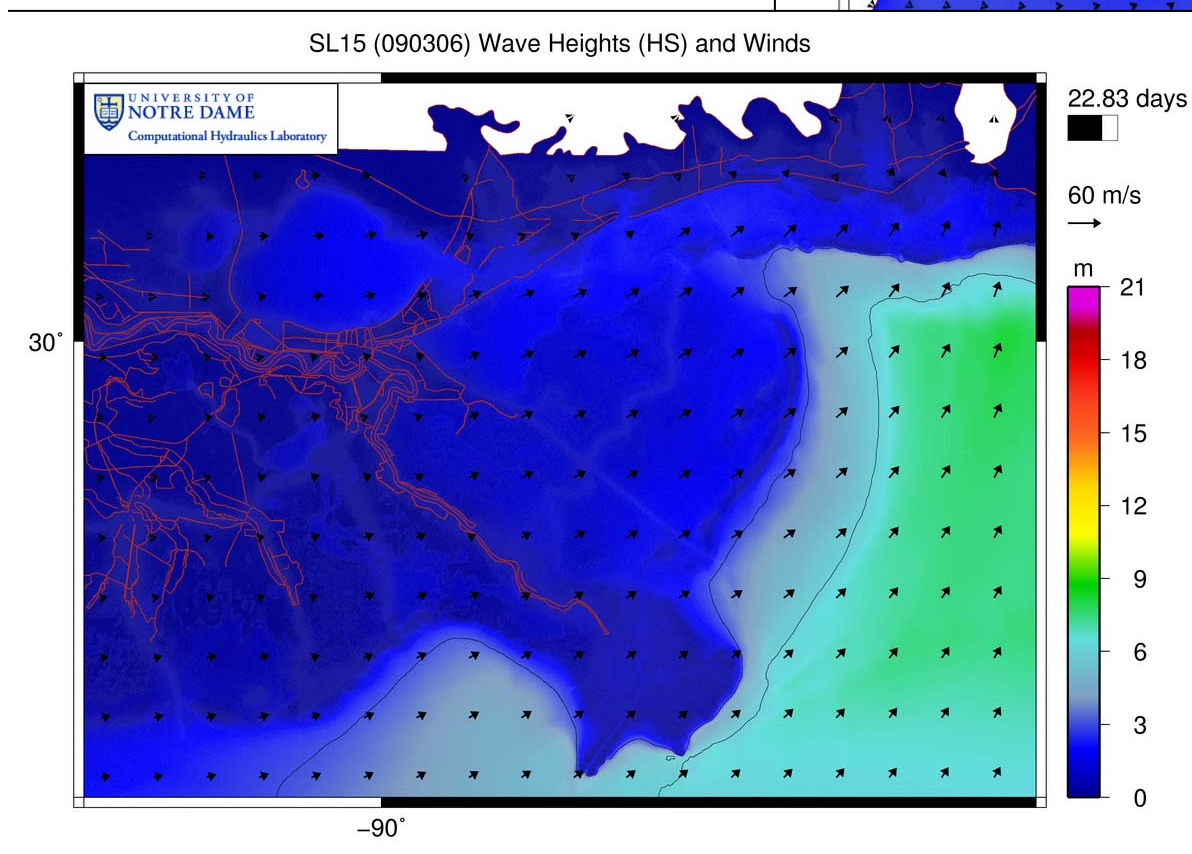 SL15 (090306) Wave Heights (HS) and Winds
UNIVERSITY OF
NOTRE DAME
Computational Hydraulics Laboratory
22.83 days
60 m/s
m
21
18
15
12
9
6
3
0
30°
−90°